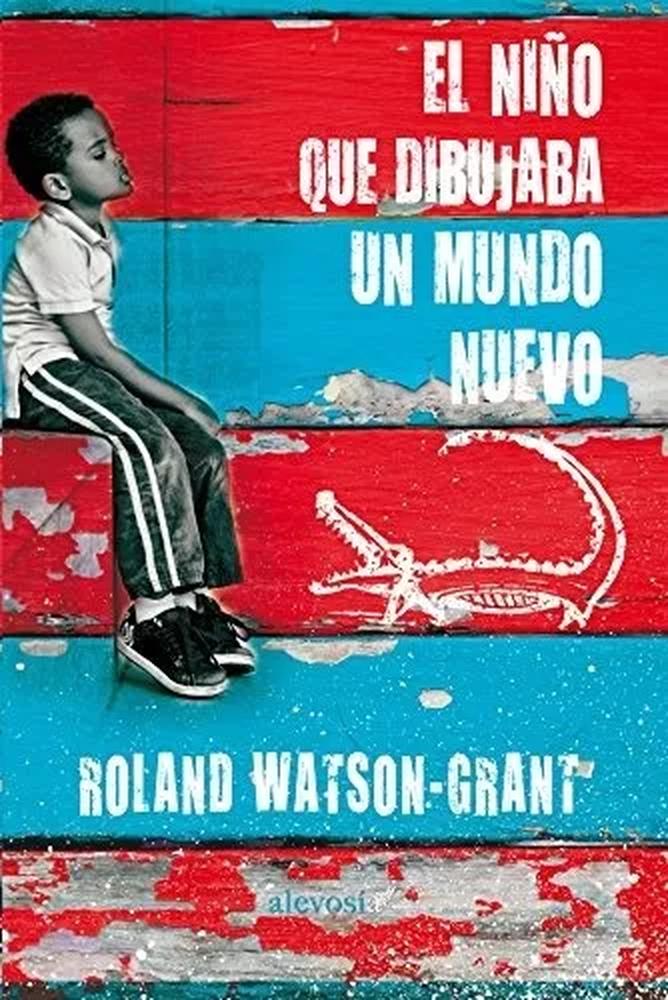 EL NIÑO
QUE DIBUJABA
UN MUNDO
NUEVO
ROLAND WATSON-GRANT
alevosía